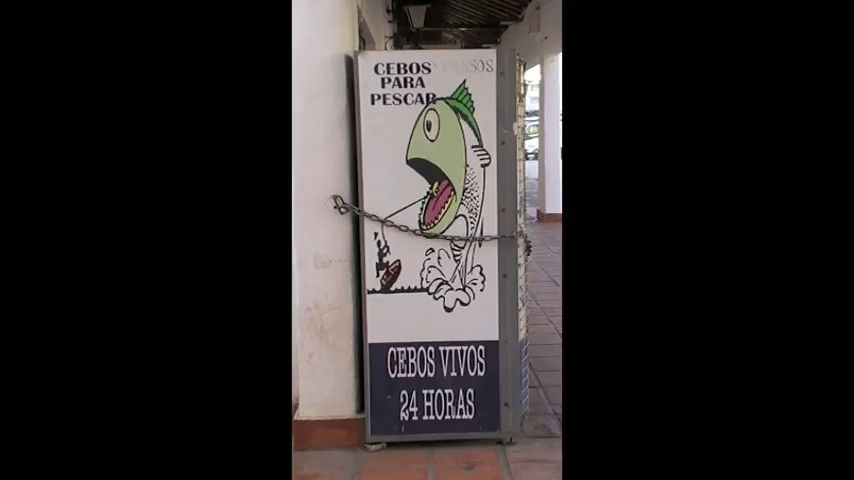 CEBOS
PARA
PESCAR
CEBOS VIVOS
24 HORAS